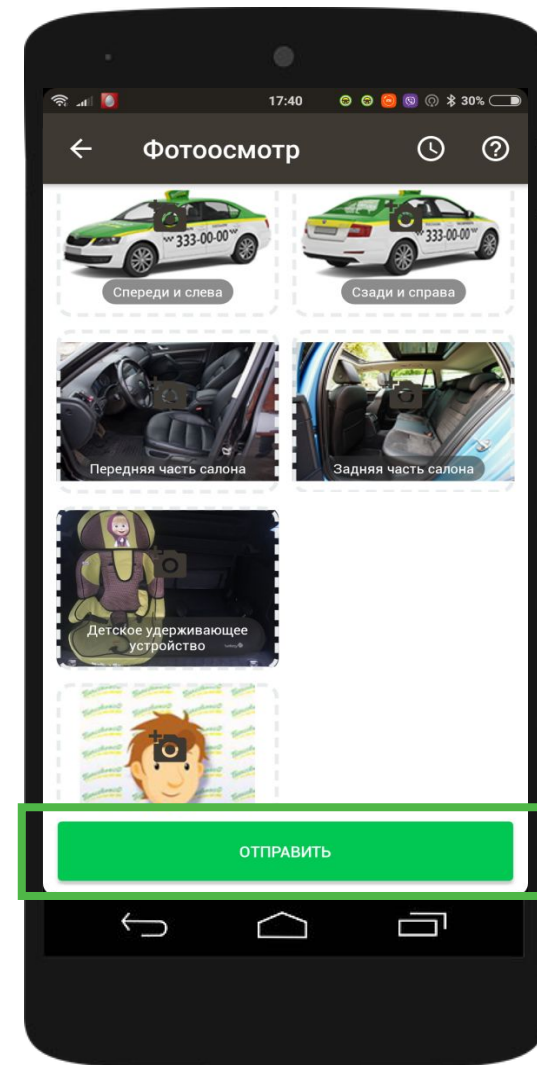 17:40
30%
Фотоосмотр
333-00-00
333-00-00
Спереди и слева
Сзади и справа
Передняя часть салона
Задняя часть салона
Детское удерживающее
устройство
ОТПРАВИТЬ